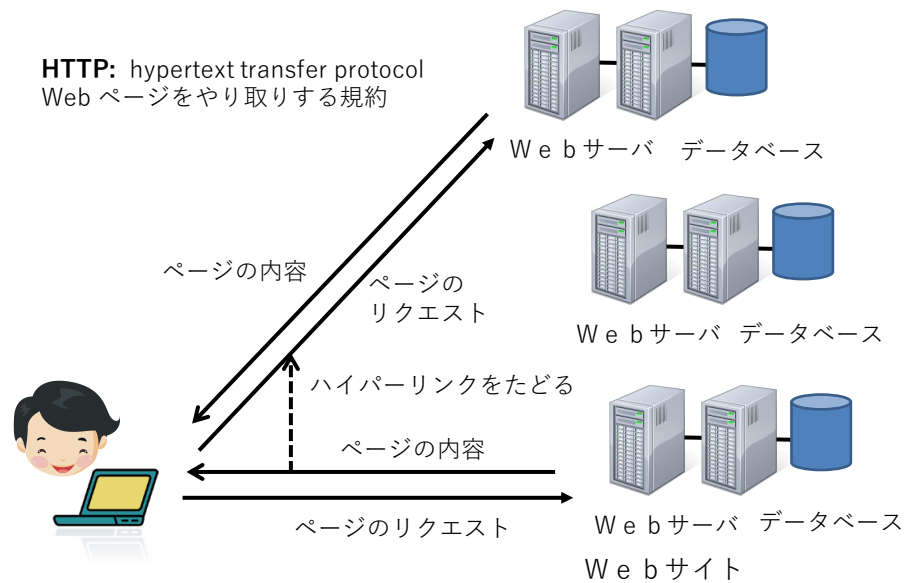 HTTP: hypertext transfer protocol
Web ページをやり取りする規約
Ｗｅｂサーバ データベース
ページの内容
ページの
リクエスト
Ｗｅｂサーバ データベース
ハイパーリンクをたどる
ページの内容
Ｗｅｂサーバ データベース
ページのリクエスト
Ｗｅｂサイト